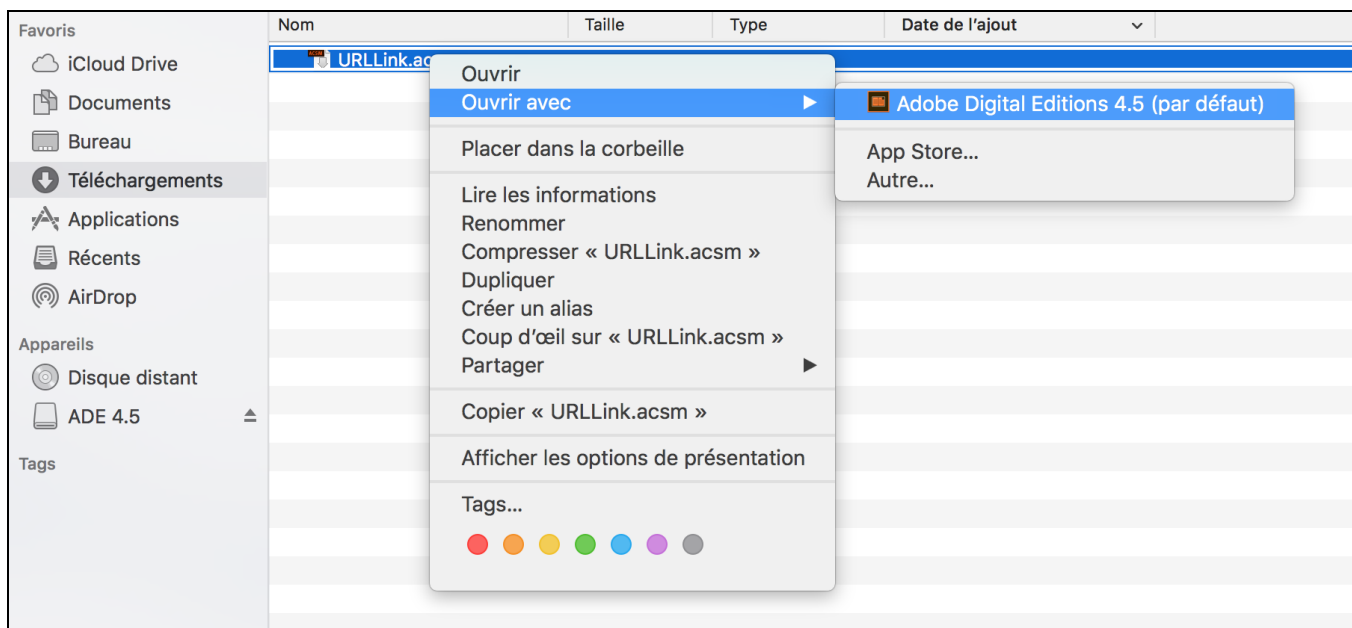 Favoris
iCloud Drive
Documents
Bureau
Téléchargements
Applications
Récents
AirDrop
Appareils
Disque distant
ADE 4.5
Tags
Nom Taille Type Date de l’ajout
URLLink.ac
Ouvrir
Ouvrir avec
Placer dans la corbeille
Lire les informations
Renommer
Compresser « URLLink.acsm »
Dupliquer
Créer un alias
Coup d’œil sur « URLLink.acsm »
Partager
Copier « URLLink.acsm »
Afficher les options de présentation
Tags...
Adobe Digital Editions 4.5 (par défaut)
App Store...
Autre...